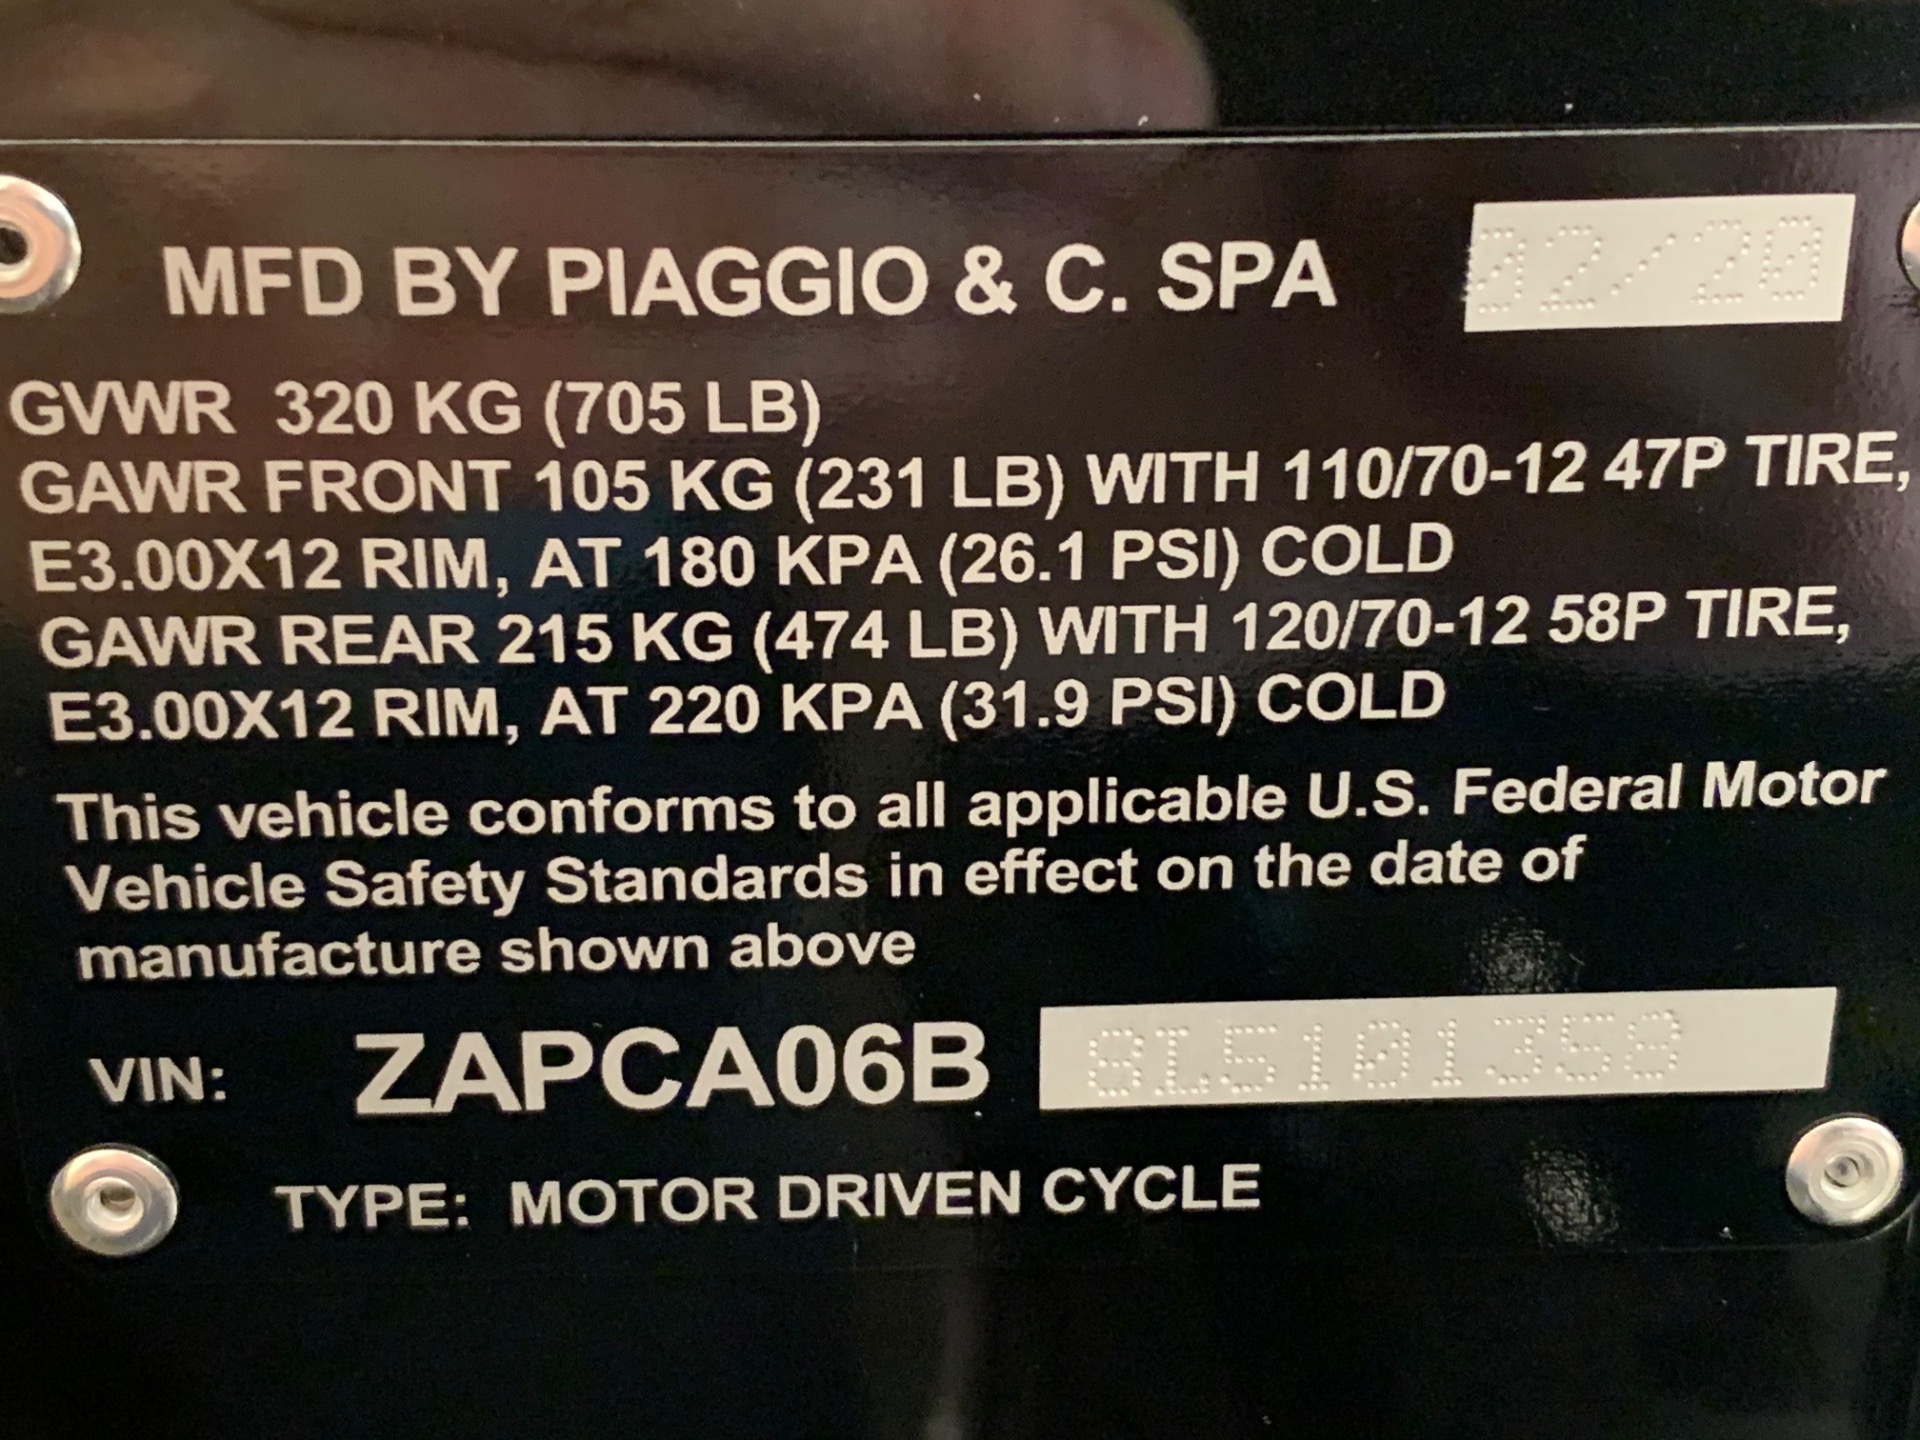 MFD BY PIAGGIO & C. SPA 02/20
GVWR 320 KG (705 LB)
GAWR FRONT 105 KG (231 LB) WITH 110/70-12 47P TIRE,
E3.00X12 RIM, AT 180 KPA (26.1 PSI) COLD
GAWR REAR 215 KG (474 LB) WITH 120/70-12 58P TIRE,
E3.00X12 RIM, AT 220 KPA (31.9 PSI) COLD
This vehicle conforms to all applicable U.S. Federal Motor
Vehicle Safety Standards in effect on the date of
manufacture shown above
VIN: ZAPCA06B 8L5101358
TYPE: MOTOR DRIVEN CYCLE